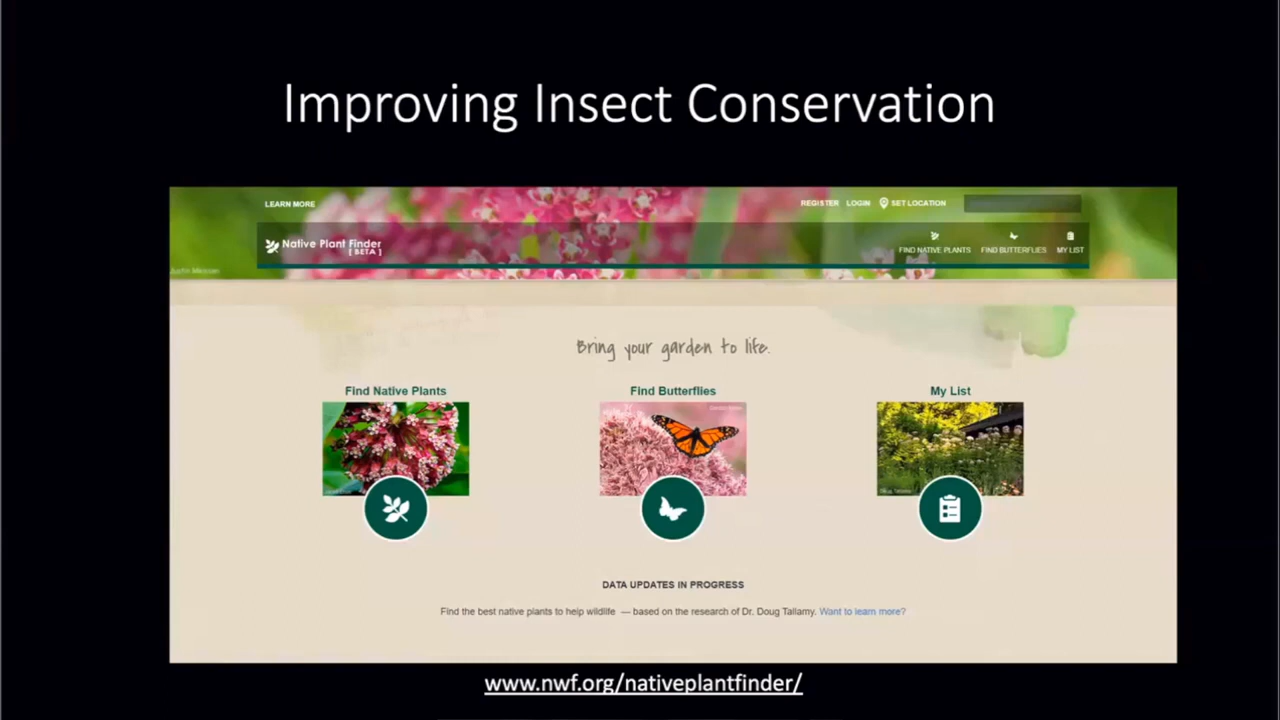 Improving Insect Conservation
LEARN MORE
REGISTER LOGIN SET LOCATION
Native Plant Finder
[ BETA ]
FIND NATIVE PLANTS FIND BUTTERFLIES MY LIST
Bring your garden to life.
Find Native Plants
Find Butterflies
My List
DATA UPDATES IN PROGRESS
Find the best native plants to help wildlife — based on the research of Dr. Doug Tallamy. Want to learn more?
www.nwf.org/nativeplantfinder/